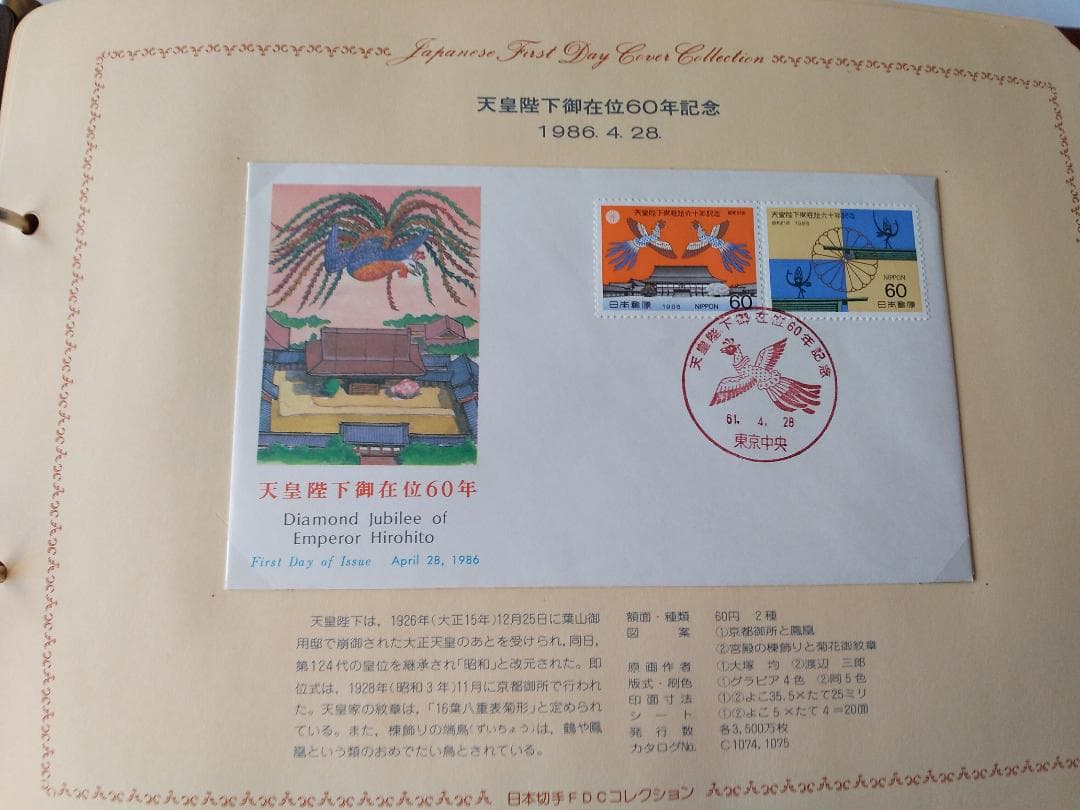 Japanese First Day Cover Collection
天皇陛下御在位60年記念
1986. 4. 28.
天皇陛下御在位六十年記念 昭和61年
日本郵便 1986 NIPPON 60
天皇陛下御在位六十年記念
昭和61年 1986
NIPPON
60
日本郵便
天皇陛下御在位60年記念
61. 4. 28
東京中央
天皇陛下御在位60年
Diamond Jubilee of
Emperor Hirohito
First Day of Issue April 28, 1986
天皇陛下は，1926年(大正15年)12月25日に葉山御
用邸で崩御された大正天皇のあとを受けられ，同日，
第124代の皇位を継承され「昭和」と改元された。即
位式は，1928年(昭和3年)11月に京都御所で行われ
た。天皇家の紋章は，「16葉八重表菊形」と定められ
ている。また，棟飾りの端鳥(ずいちょう)は，鶴や鳳
凰という類のおめでたい鳥とされている。
額面・種類 60円 2種
図案 ①京都御所と鳳凰
②宮殿の棟飾りと菊花御紋章
原画作者 ①大塚 均 ②渡辺 三郎
版式・刷色 ①グラビア4色 ②同5色
印面寸法 ①②よこ35.5×たて25ミリ
シート ①②よこ5×たて4＝20面
発行数 各3,500万枚
カタログNo. C1074, 1075
日本切手FDCコレクション